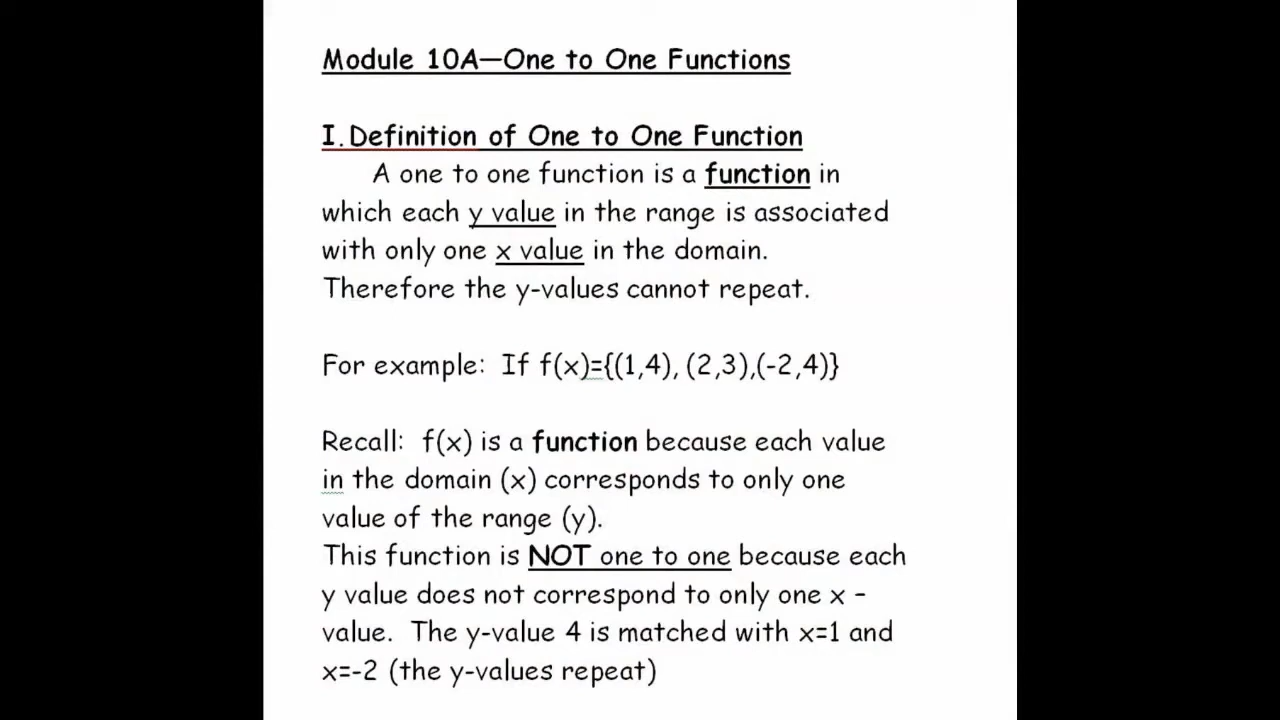 Module 10A—One to One Functions
I. Definition of One to One Function
A one to one function is a function in
which each y value in the range is associated
with only one x value in the domain.
Therefore the y-values cannot repeat.
For example: If f(x)={(1,4), (2,3),(-2,4)}
Recall: f(x) is a function because each value
in the domain (x) corresponds to only one
value of the range (y).
This function is NOT one to one because each
y value does not correspond to only one x –
value. The y-value 4 is matched with x=1 and
x=-2 (the y-values repeat)